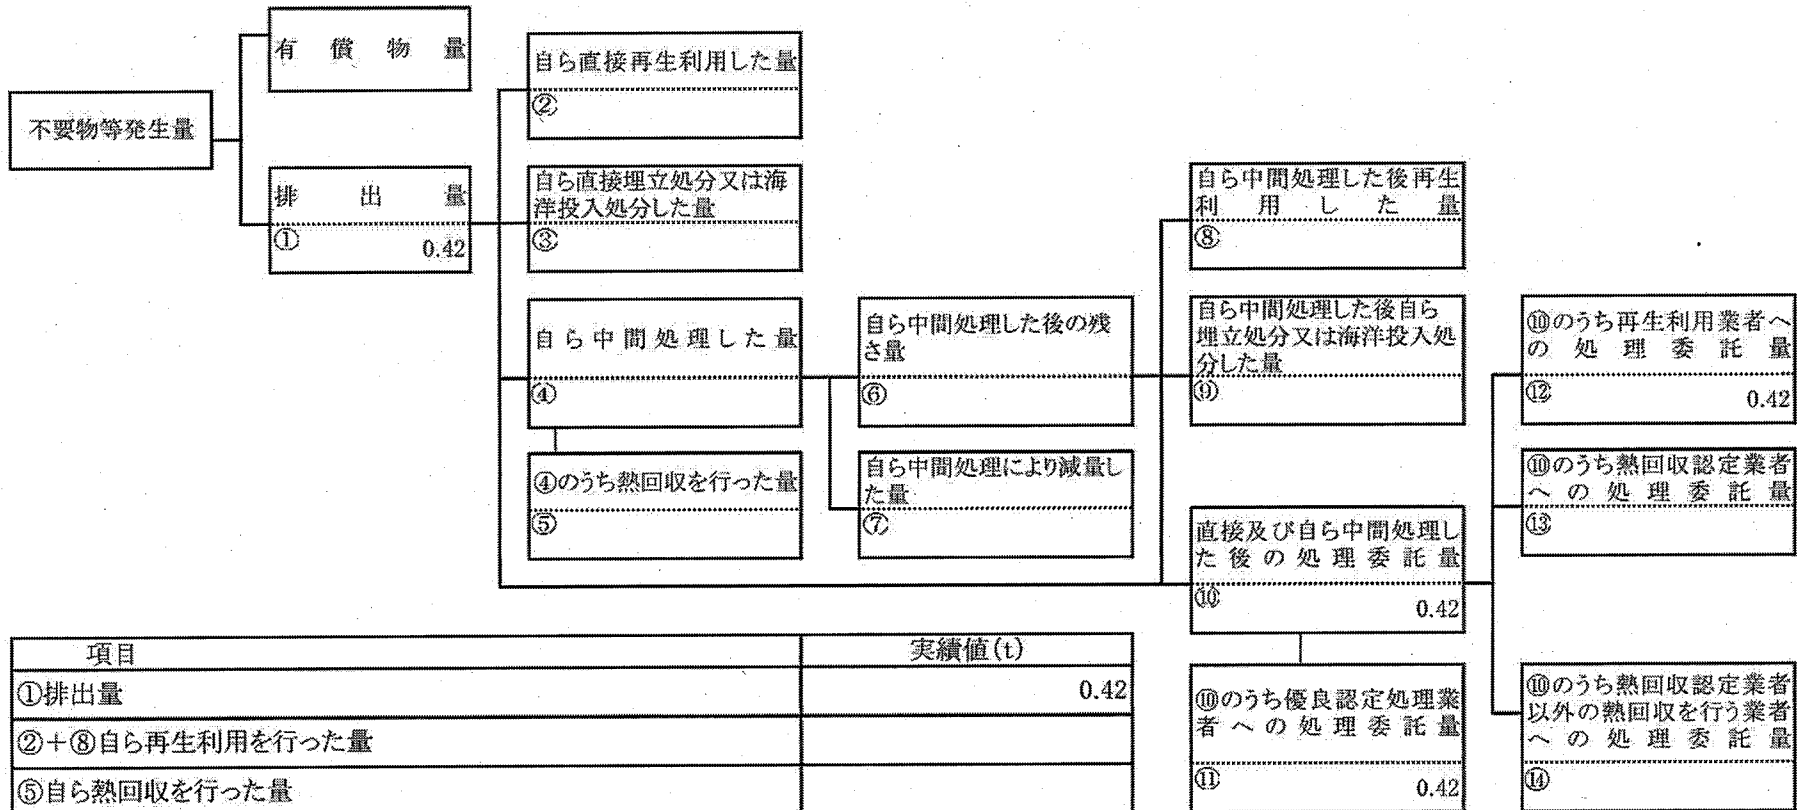 有償物量
不要物等発生量
排出量
①
0.42
自ら直接再生利用した量
②
自ら直接埋立処分又は海
洋投入処分した量
③
自ら中間処理した量
④
④のうち熱回収を行った量
⑤
自ら中間処理した後の残
さ量
⑥
自ら中間処理により減量し
た量
⑦
自ら中間処理した後再生
利用した量
⑧
自ら中間処理した後自ら
埋立処分又は海洋投入処
分した量
⑨
直接及び自ら中間処理し
た後の処理委託量
⑩
0.42
⑩のうち優良認定処理業
者への処理委託量
⑪
0.42
⑩のうち再生利用業者へ
の処理委託量
⑫
0.42
⑩のうち熱回収認定業者
への処理委託量
⑬
⑩のうち熱回収認定業者
以外の熱回収を行う業者
への処理委託量
⑭
項目 実績値(t)
①排出量 0.42
②+⑧自ら再生利用を行った量
⑤自ら熱回収を行った量